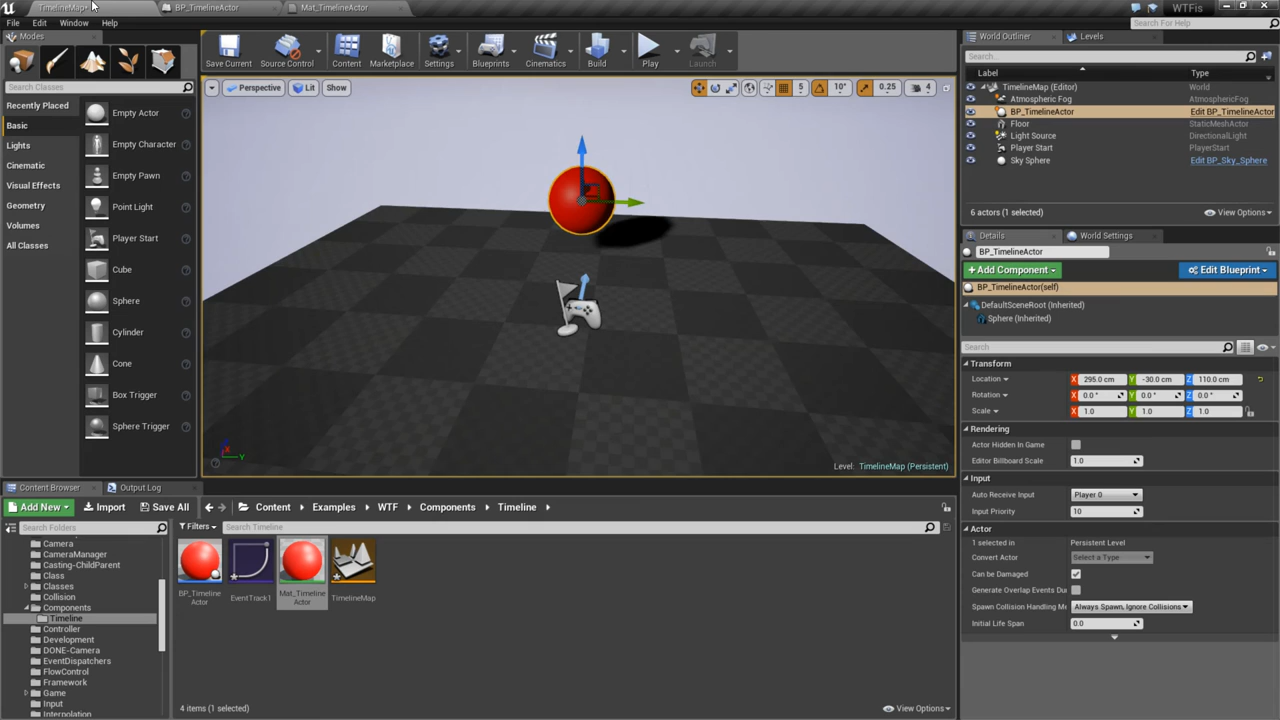 TimelineMap*
BP_TimelineActor
Mat_TimelineActor
WTFis
File
Edit
Window
Help
Search For Help
Modes
Search Classes
Recently Placed
Basic
Lights
Cinematic
Visual Effects
Geometry
Volumes
All Classes
Empty Actor
Empty Character
Empty Pawn
Point Light
Player Start
Cube
Sphere
Cylinder
Cone
Box Trigger
Sphere Trigger
Save Current
Source Control
Content
Marketplace
Settings
Blueprints
Cinematics
Build
Play
Launch
Perspective
Lit
Show
5
10°
0.25
4
X
Y
Level: TimelineMap (Persistent)
World Outliner
Levels
Search...
Label
Type
TimelineMap (Editor)
World
Atmospheric Fog
AtmosphericFog
BP_TimelineActor
Edit BP_TimelineActor
Floor
StaticMeshActor
Light Source
DirectionalLight
Player Start
PlayerStart
Sky Sphere
Edit BP_Sky_Sphere
6 actors (1 selected)
View Options
Details
World Settings
BP_TimelineActor
+ Add Component
Edit Blueprint
BP_TimelineActor(self)
DefaultSceneRoot (Inherited)
Sphere (Inherited)
Search
Transform
Location
X 295.0 cm Y -30.0 cm Z 110.0 cm
Rotation
X 0.0 ° Y 0.0 ° Z 0.0 °
Scale
X 1.0 Y 1.0 Z 1.0
Rendering
Actor Hidden In Game
Editor Billboard Scale
1.0
Input
Auto Receive Input
Player 0
Input Priority
10
Actor
1 selected in
Persistent Level
Convert Actor
Select a Type
Can be Damaged
Generate Overlap Events Du
Spawn Collision Handling M
Always Spawn, Ignore Collisions
Initial Life Span
0.0
Content Browser
Output Log
Add New
Import
Save All
Content
Examples
WTF
Components
Timeline
Search Folders
Filters
Search Timeline
Camera
CameraManager
Casting-ChildParent
Class
Classes
Collision
Components
Timeline
Controller
Development
DONE-Camera
EventDispatchers
FlowControl
Framework
Game
Input
Interpolation
BP_Timeline
Actor
EventTrack1
Mat_Timeline
Actor
TimelineMap
4 items (1 selected)
View Options